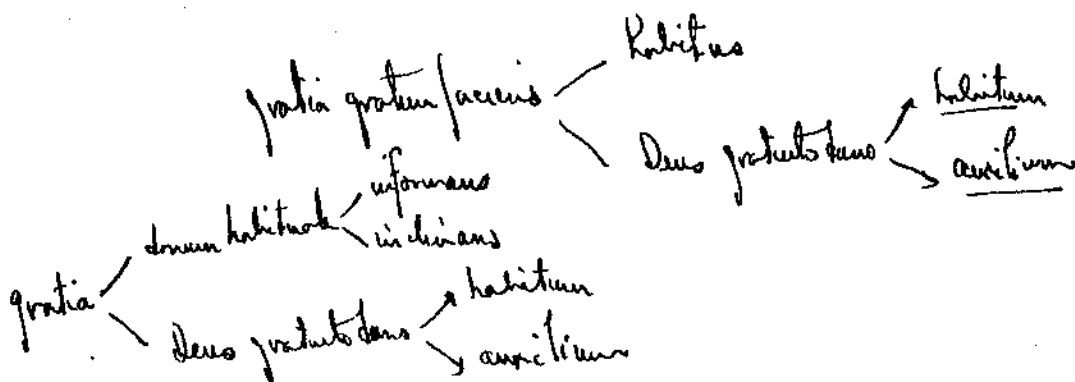 Habitus
gratia gratum faciens
habitum
Deus gratuito dans
auxilium
informans
donum habituale
inclinans
gratia
habitum
Deus gratuito dans
auxilium